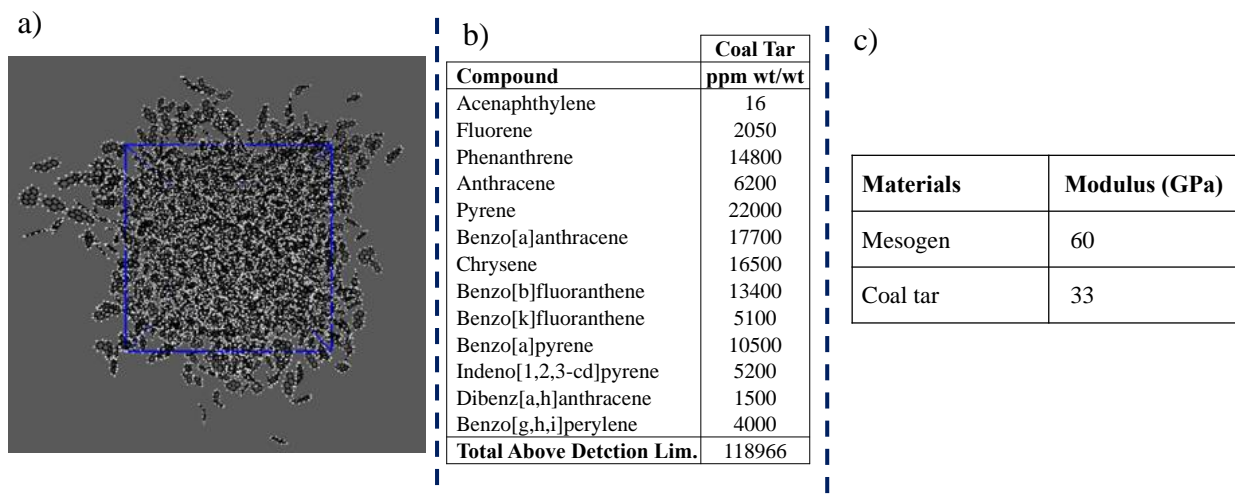 a)
b)
Coal Tar
Compound ppm wt/wt
Acenaphthylene 16
Fluorene 2050
Phenanthrene 14800
Anthracene 6200
Pyrene 22000
Benzo[a]anthracene 17700
Chrysene 16500
Benzo[b]fluoranthene 13400
Benzo[k]fluoranthene 5100
Benzo[a]pyrene 10500
Indeno[1,2,3-cd]pyrene 5200
Dibenz[a,h]anthracene 1500
Benzo[g,h,i]perylene 4000
Total Above Detction Lim. 118966
c)
Materials Modulus (GPa)
Mesogen 60
Coal tar 33